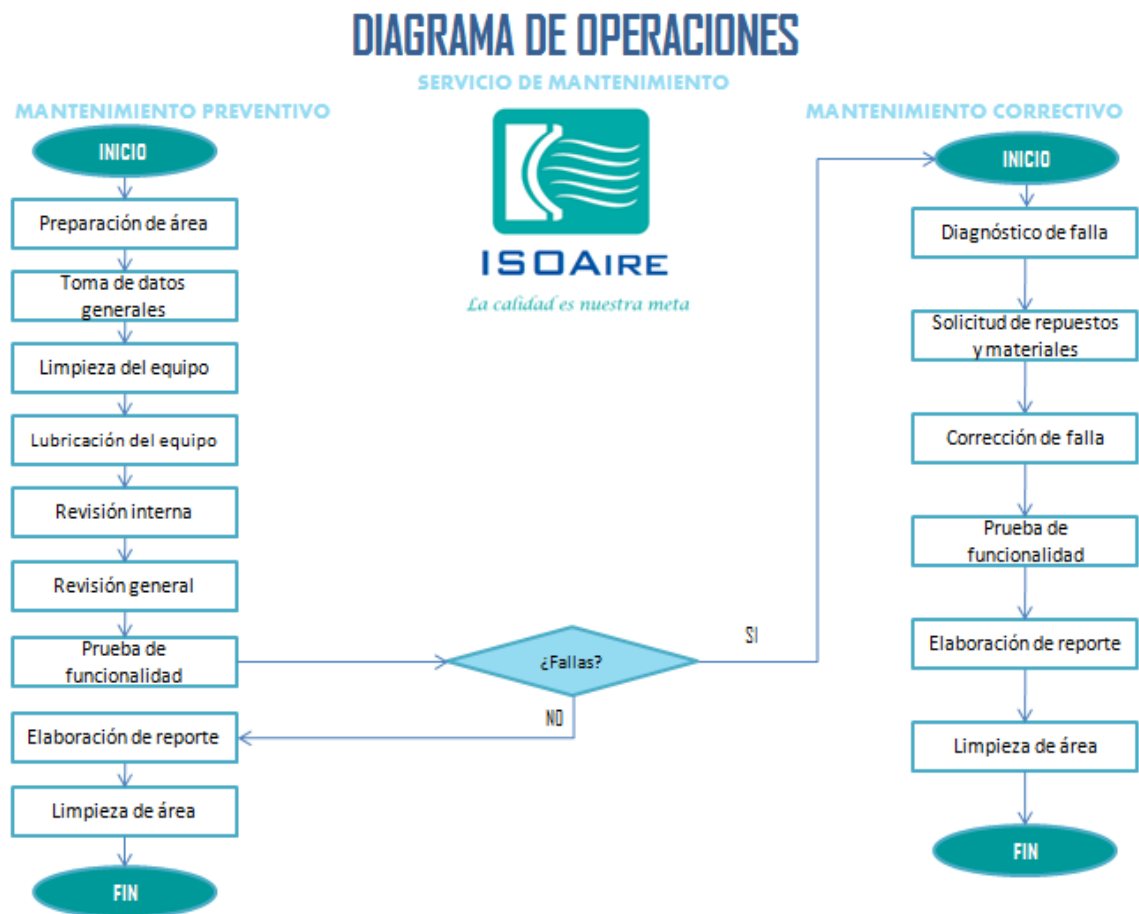 DIAGRAMA DE OPERACIONES
SERVICIO DE MANTENIMIENTO
ISOAIRE
La calidad es nuestra meta
MANTENIMIENTO PREVENTIVO
INICIO
Preparación de área
Toma de datos
generales
Limpieza del equipo
Lubricación del equipo
Revisión interna
Revisión general
Prueba de
funcionalidad
¿Fallas?
SI
NO
Elaboración de reporte
Limpieza de área
FIN
MANTENIMIENTO CORRECTIVO
INICIO
Diagnóstico de falla
Solicitud de repuestos
y materiales
Corrección de falla
Prueba de
funcionalidad
Elaboración de reporte
Limpieza de área
FIN